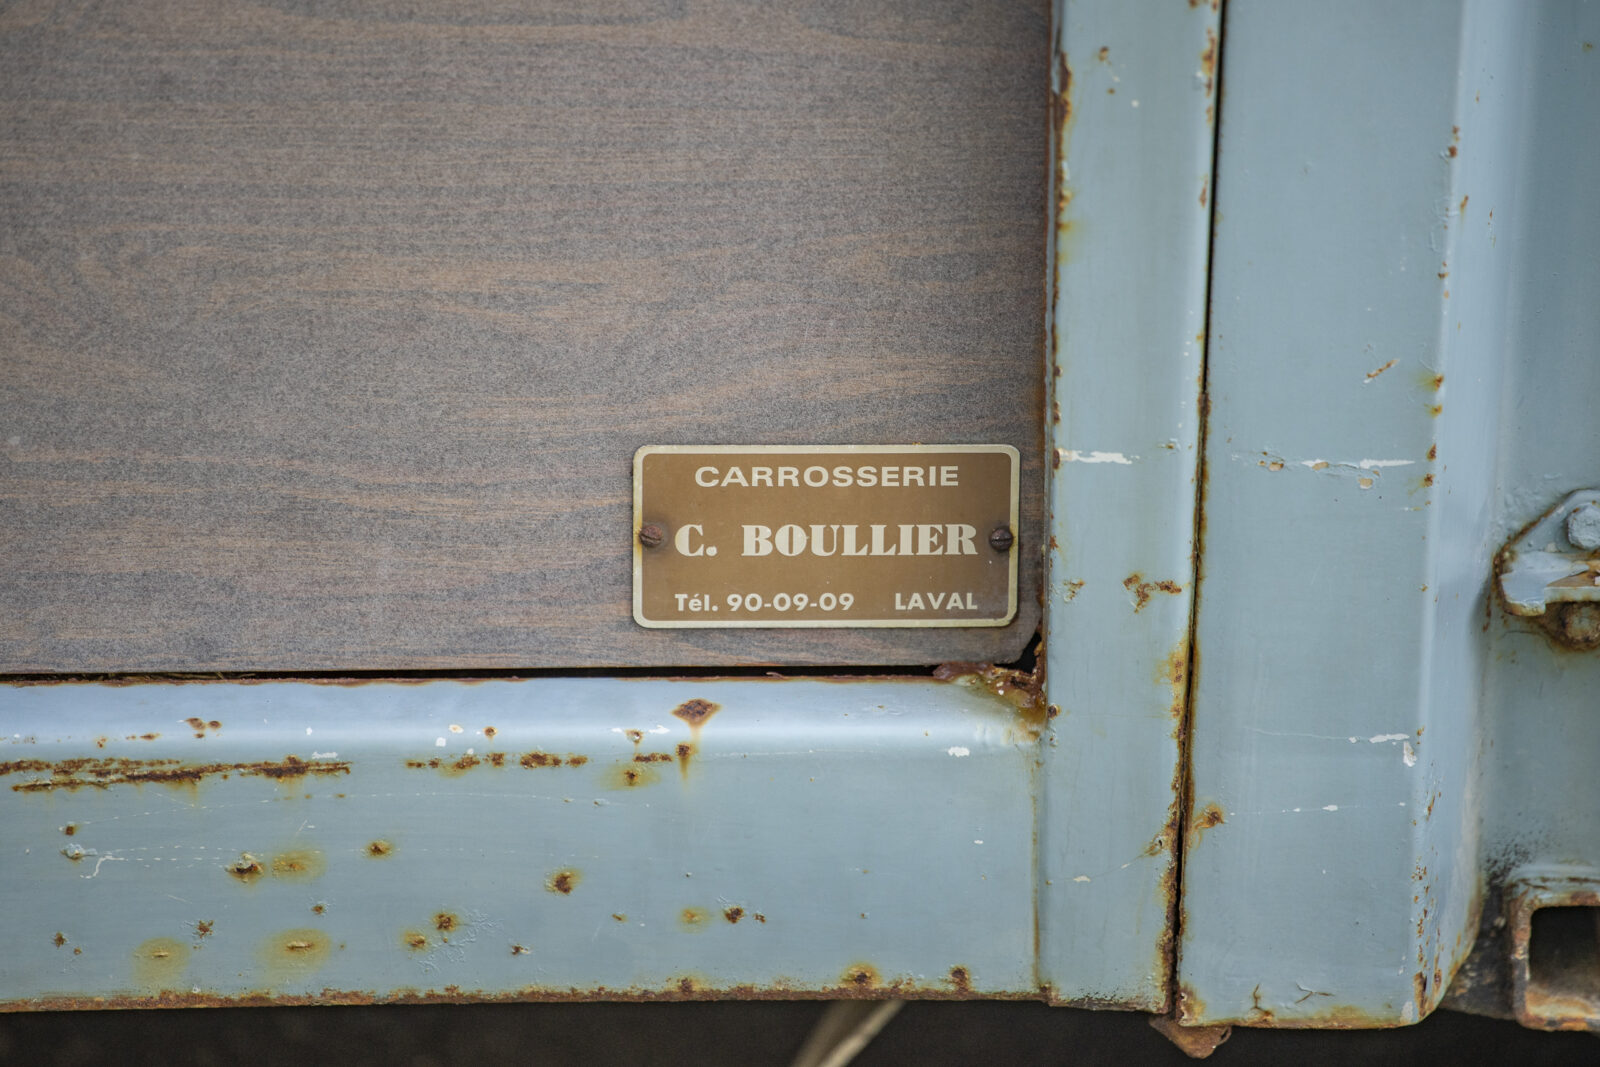 CARROSSERIE
C. BOULLIER
Tél. 90-09-09 LAVAL